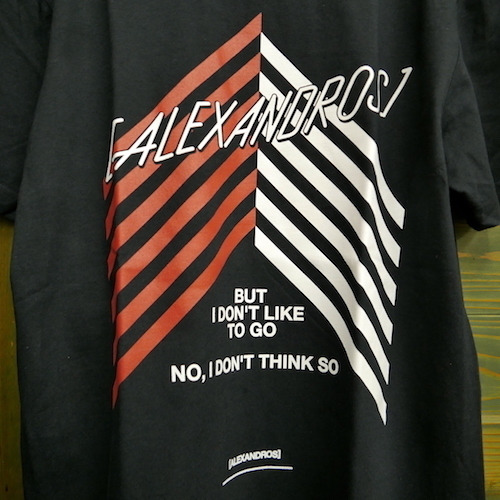 [ALEXANDROS]
BUT
I DON'T LIKE
TO GO
NO, I DON'T THINK SO
[ALEXANDROS]